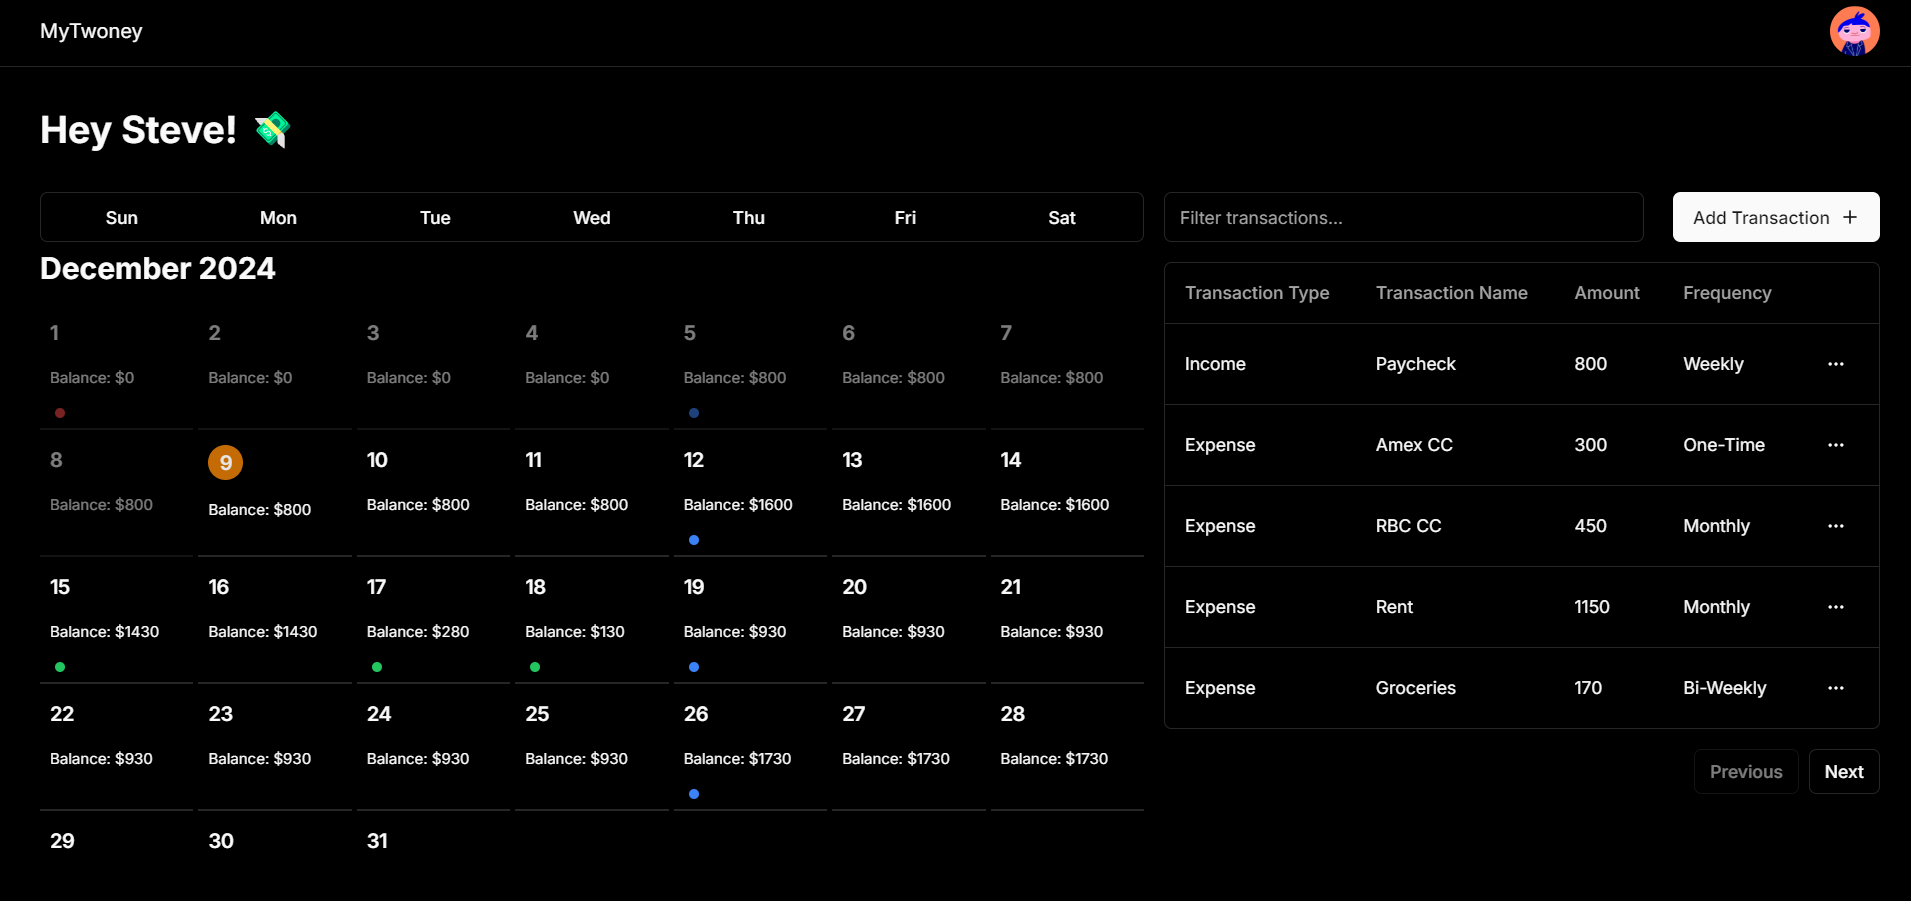 MyTwoney
Hey Steve!
Sun Mon Tue Wed Thu Fri Sat
December 2024
1 2 3 4 5 6 7
Balance: $0 Balance: $0 Balance: $0 Balance: $0 Balance: $800 Balance: $800 Balance: $800
8 9 10 11 12 13 14
Balance: $800 Balance: $800 Balance: $800 Balance: $800 Balance: $1600 Balance: $1600 Balance: $1600
15 16 17 18 19 20 21
Balance: $1430 Balance: $1430 Balance: $280 Balance: $130 Balance: $930 Balance: $930 Balance: $930
22 23 24 25 26 27 28
Balance: $930 Balance: $930 Balance: $930 Balance: $930 Balance: $1730 Balance: $1730 Balance: $1730
29 30 31
Filter transactions...
Add Transaction +
Transaction Type Transaction Name Amount Frequency
Income Paycheck 800 Weekly ...
Expense Amex CC 300 One-Time ...
Expense RBC CC 450 Monthly ...
Expense Rent 1150 Monthly ...
Expense Groceries 170 Bi-Weekly ...
Previous Next